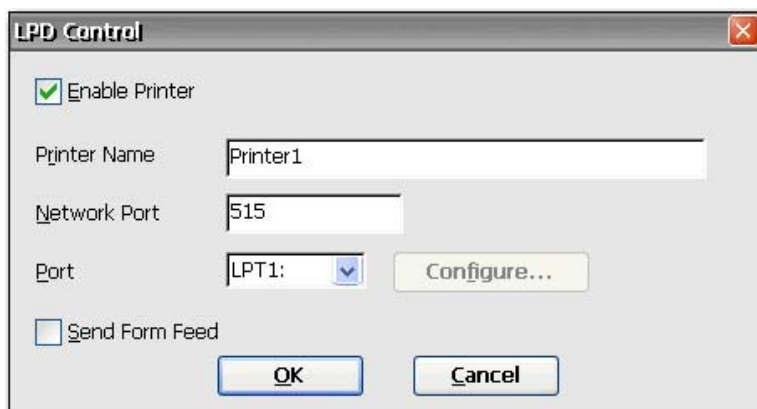 LPD Control
Enable Printer
Printer Name Printer1
Network Port 515
Port LPT1: Configure...
Send Form Feed
OK Cancel